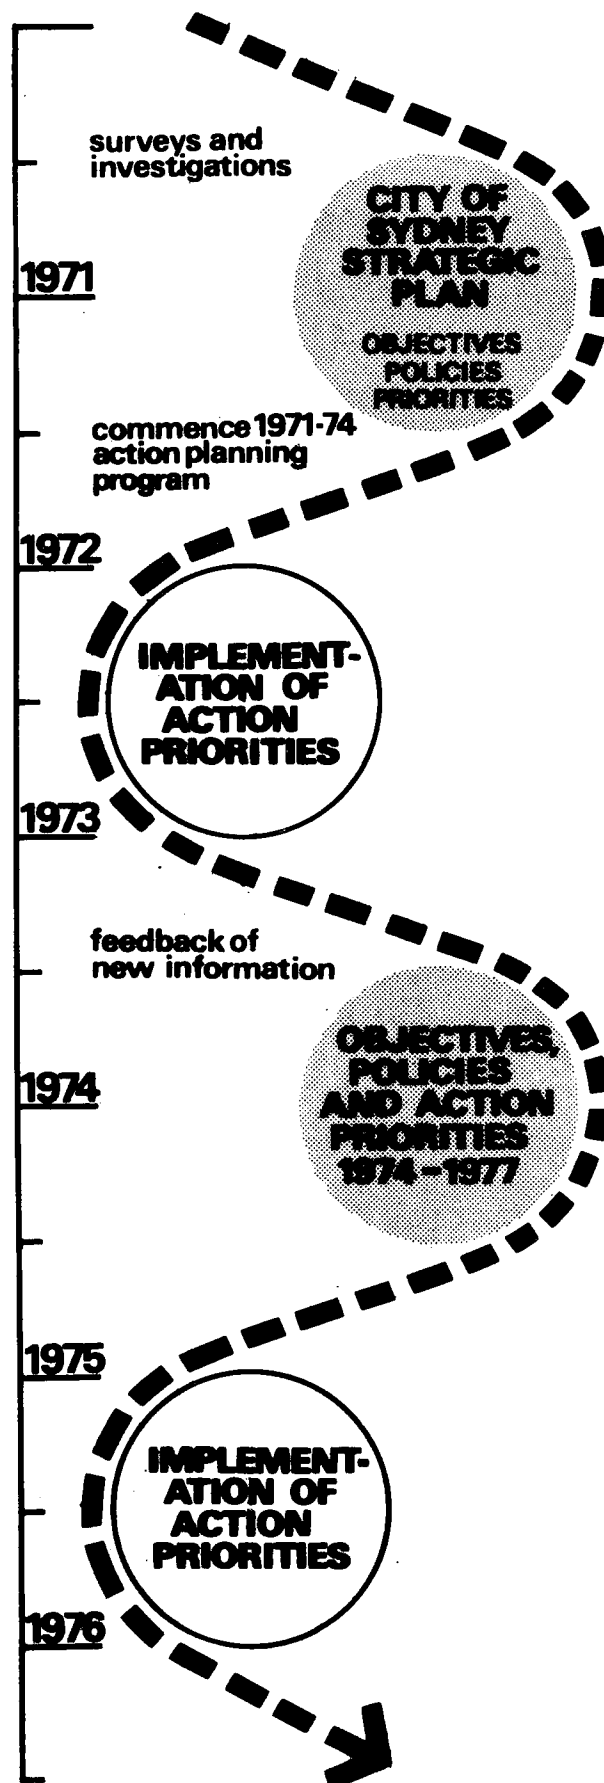 surveys and
investigations
CITY OF
SYDNEY
STRATEGIC
PLAN
OBJECTIVES
POLICIES
PRIORITIES
1971
commence 1971-74
action planning
program
1972
IMPLEMENT-
ATION OF
ACTION
PRIORITIES
1973
feedback of
new information
OBJECTIVES,
POLICIES
AND ACTION
PRIORITIES
1974-1977
1974
1975
IMPLEMENT-
ATION OF
ACTION
PRIORITIES
1976